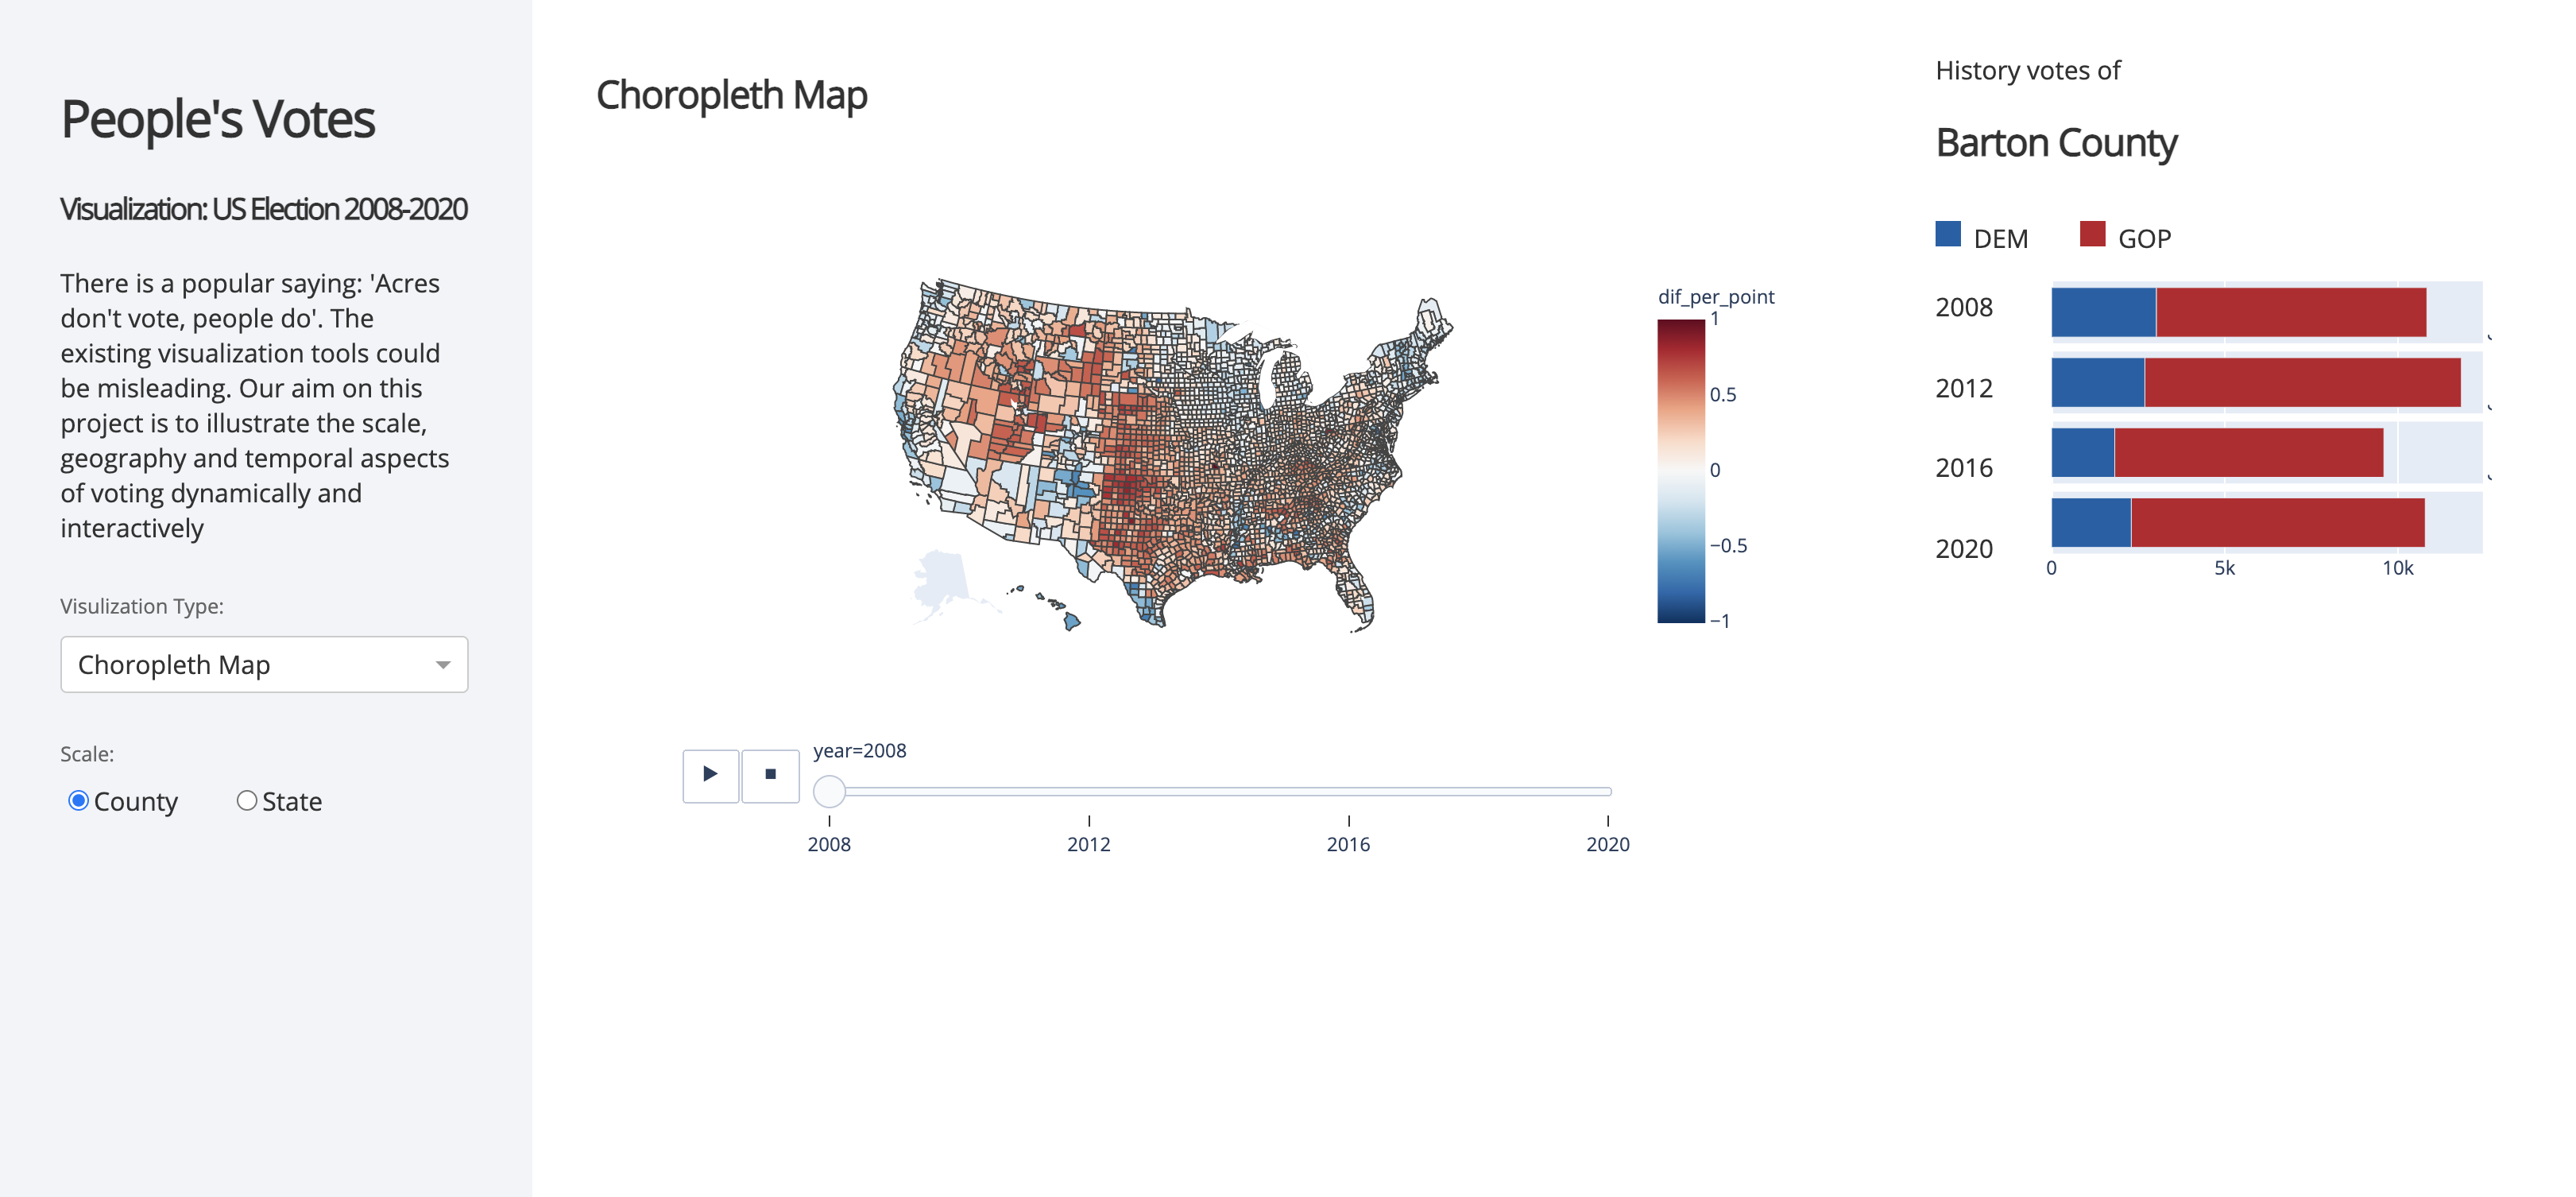 People's Votes
Visualization: US Election 2008-2020
There is a popular saying: 'Acres
don't vote, people do'. The
existing visualization tools could
be misleading. Our aim on this
project is to illustrate the scale,
geography and temporal aspects
of voting dynamically and
interactively
Visulization Type:
Choropleth Map
Scale:
County State
Choropleth Map
dif_per_point
1
0.5
0
−0.5
−1
year=2008
2008 2012 2016 2020
History votes of
Barton County
DEM GOP
2008
2012
2016
2020
0 5k 10k